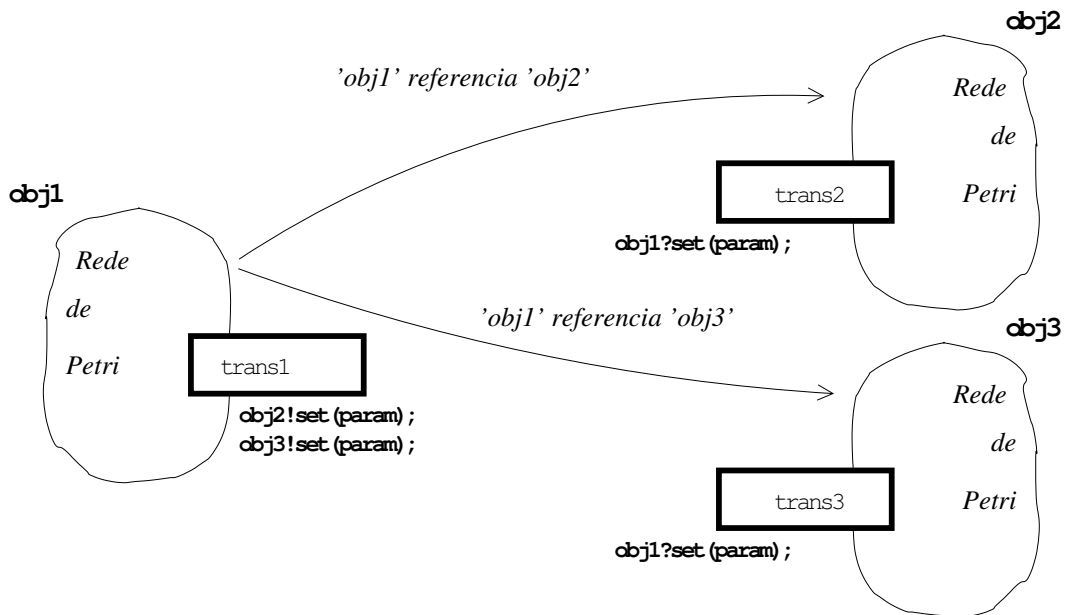 obj2
'obj1' referencia 'obj2'
Rede
de
Petri
trans2
obj1?set(param);
obj1
Rede
de
Petri
trans1
obj2!set(param);
obj3!set(param);
'obj1' referencia 'obj3'
obj3
Rede
de
Petri
trans3
obj1?set(param);